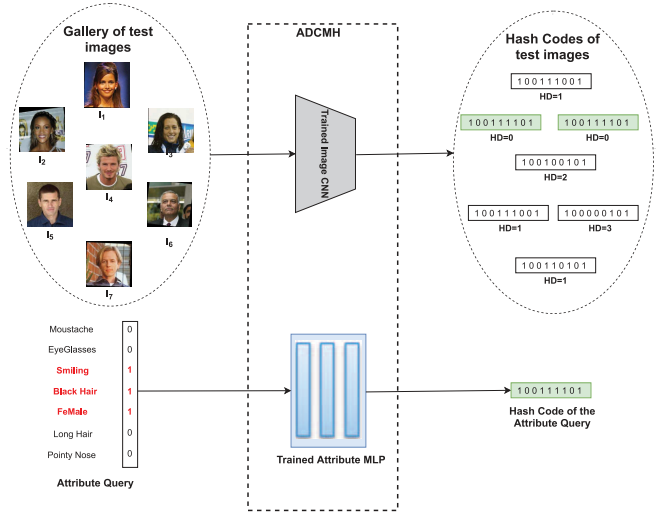 Gallery of test
images
I1
I2
I3
I4
I5
I6
I7
ADCMH
Trained Image CNN
Hash Codes of
test images
100111001
HD=1
100111101
100111101
HD=0
HD=0
100100101
HD=2
100111001
100000101
HD=1
HD=3
100110101
HD=1
Moustache 0
EyeGlasses 0
Smiling 1
Black Hair 1
FeMale 1
Long Hair 0
Pointy Nose 0
Attribute Query
Trained Attribute MLP
100111101
Hash Code of the
Attribute Query